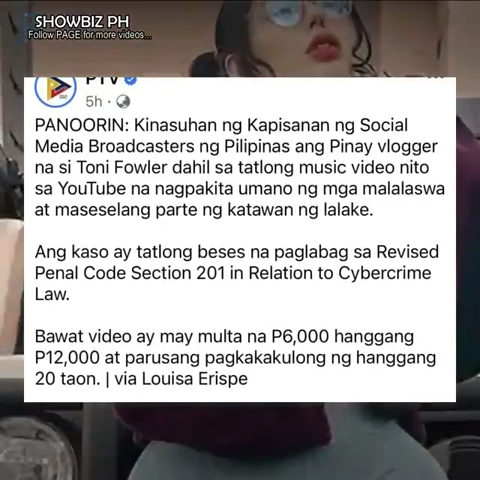 SHOWBIZ PH
Follow PAGE for more videos...
PTV
5h
PANOORIN: Kinasuhan ng Kapisanan ng Social
Media Broadcasters ng Pilipinas ang Pinay vlogger
na si Toni Fowler dahil sa tatlong music video nito
sa YouTube na nagpakita umano ng mga malalaswa
at maseselang parte ng katawan ng lalake.
Ang kaso ay tatlong beses na paglabag sa Revised
Penal Code Section 201 in Relation to Cybercrime
Law.
Bawat video ay may multa na P6,000 hanggang
P12,000 at parusang pagkakakulong ng hanggang
20 taon. | via Louisa Erispe